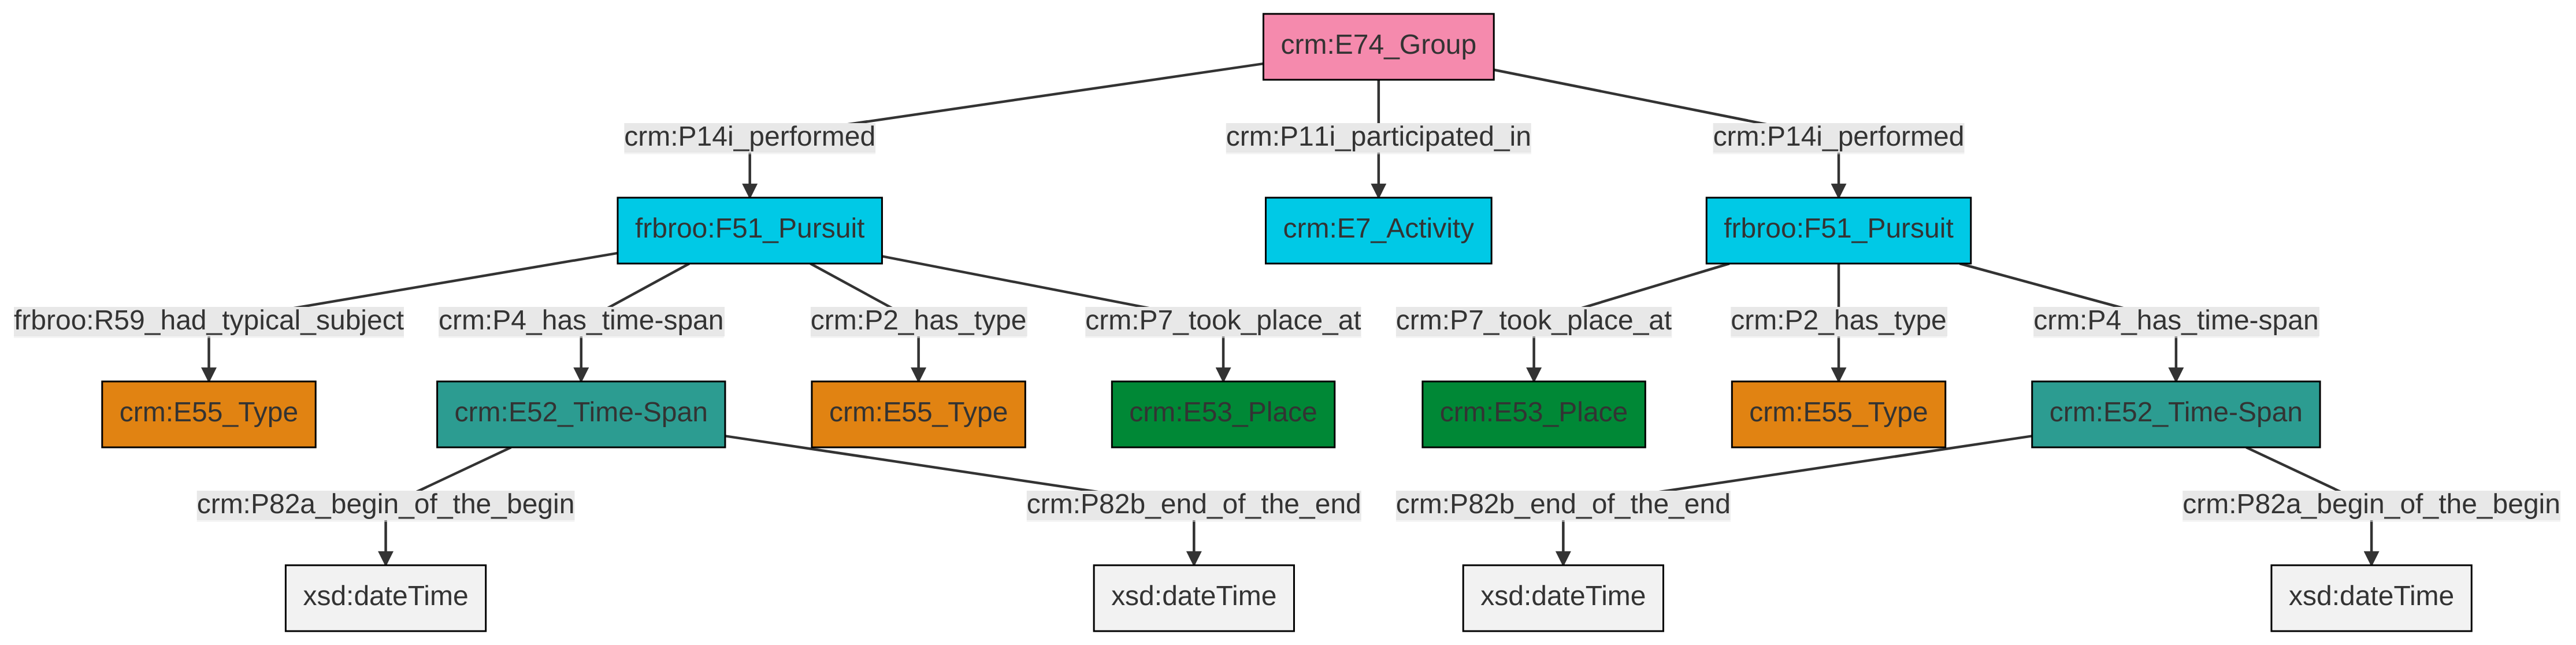 crm:E74_Group
crm:P14i_performed
crm:P11i_participated_in
crm:P14i_performed
frbroo:F51_Pursuit
crm:E7_Activity
frbroo:F51_Pursuit
frbroo:R59_had_typical_subject
crm:P4_has_time-span
crm:P2_has_type
crm:P7_took_place_at
crm:P7_took_place_at
crm:P2_has_type
crm:P4_has_time-span
crm:E55_Type
crm:E52_Time-Span
crm:E55_Type
crm:E53_Place
crm:E53_Place
crm:E55_Type
crm:E52_Time-Span
crm:P82a_begin_of_the_begin
crm:P82b_end_of_the_end
crm:P82b_end_of_the_end
crm:P82a_begin_of_the_begin
xsd:dateTime
xsd:dateTime
xsd:dateTime
xsd:dateTime